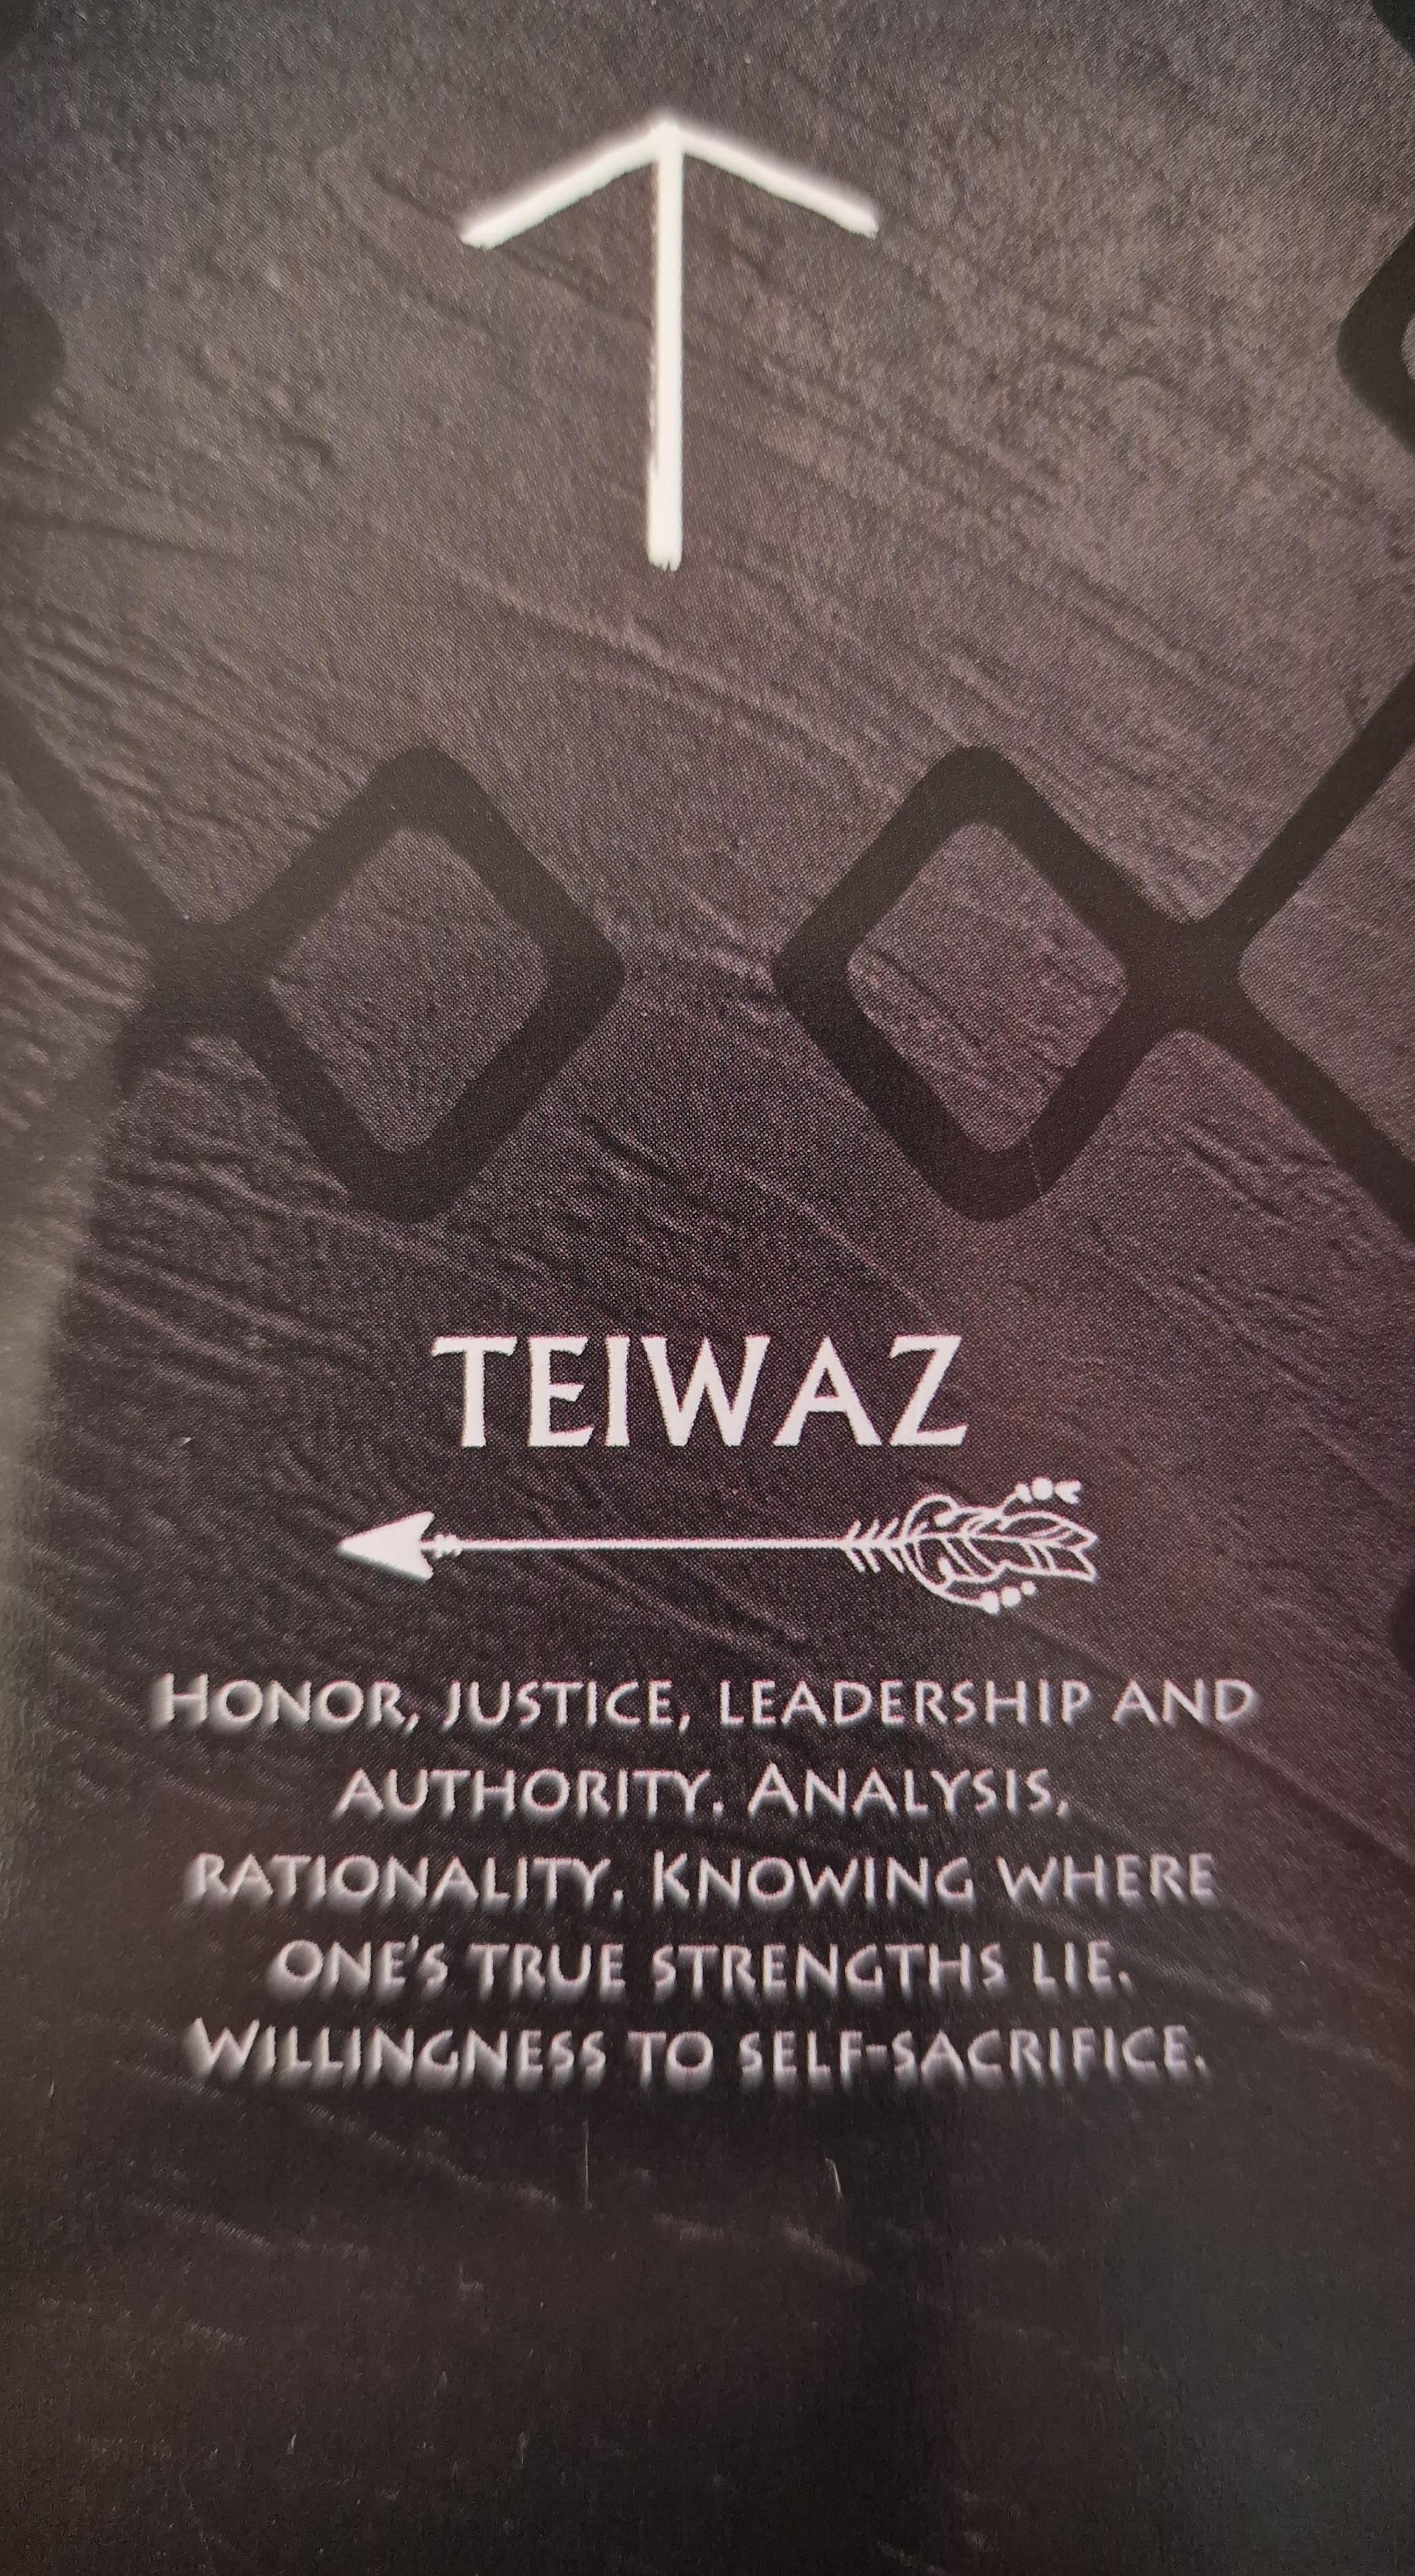 ↑
TEIWAZ
Honor, justice, leadership and
authority. Analysis,
rationality. Knowing where
one's true strengths lie.
Willingness to self-sacrifice.